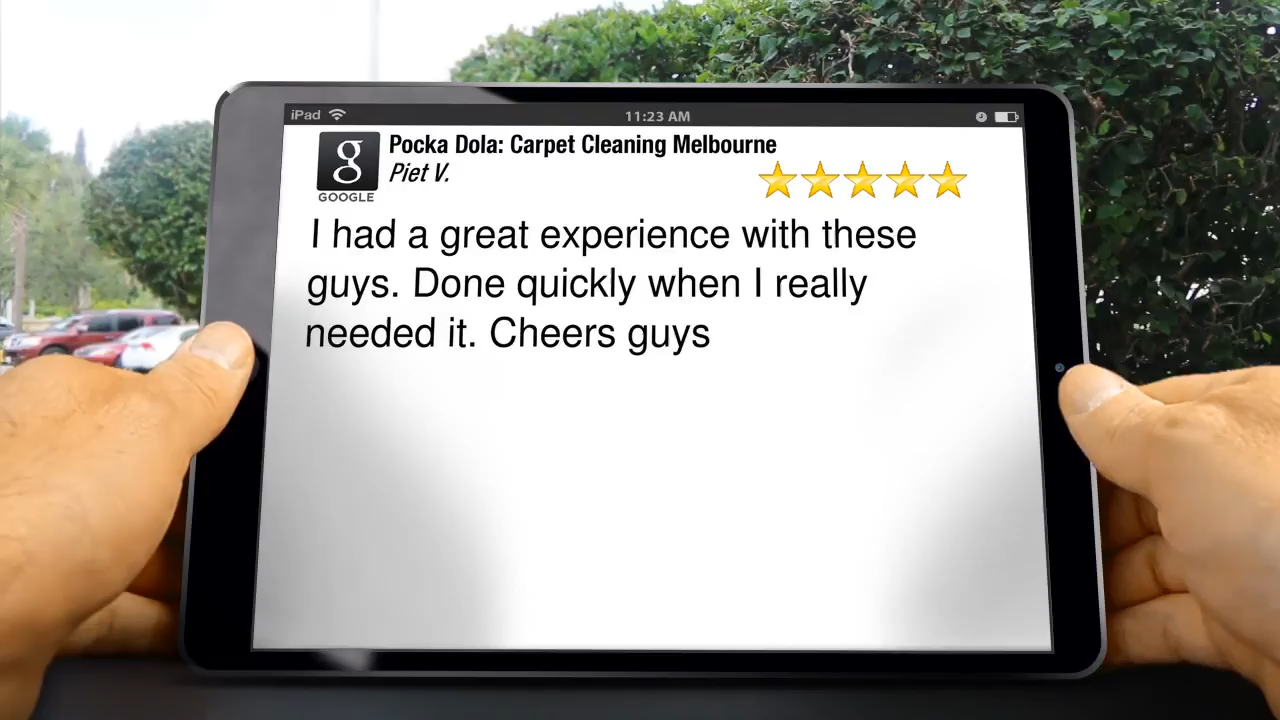 iPad
11:23 AM
g
GOOGLE
Pocka Dola: Carpet Cleaning Melbourne
Piet V.
I had a great experience with these
guys. Done quickly when I really
needed it. Cheers guys